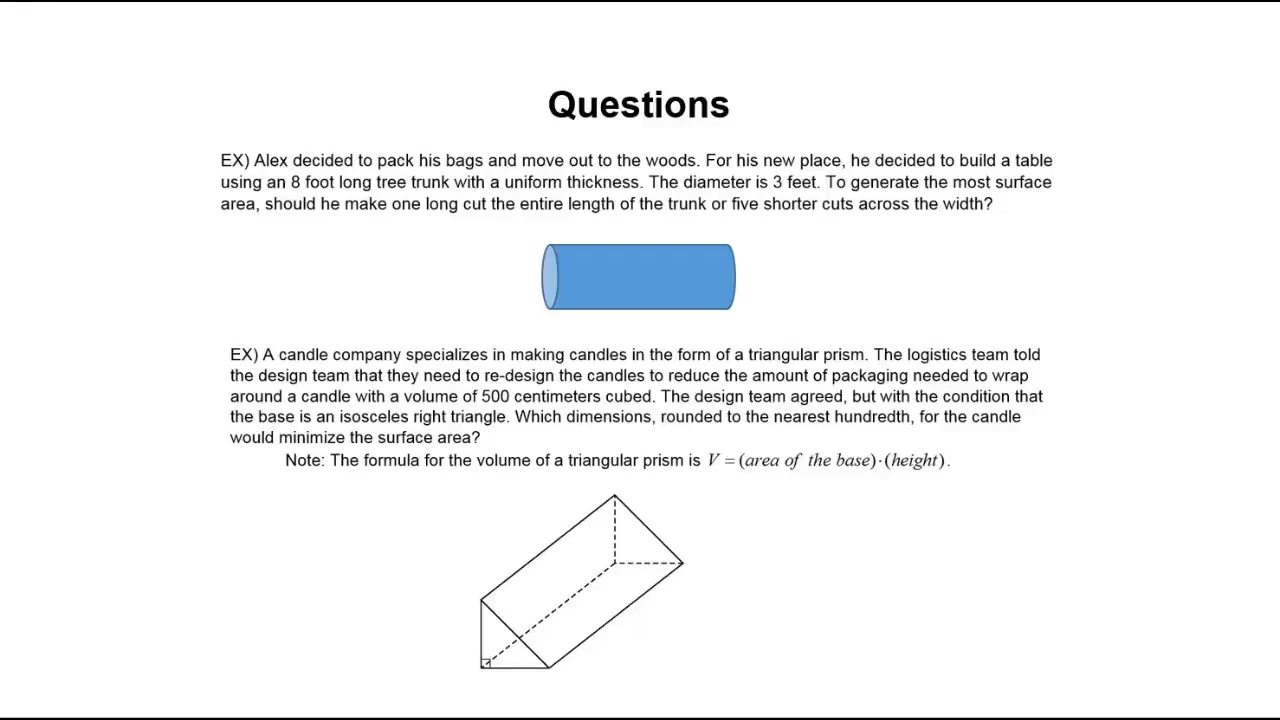 Questions
EX) Alex decided to pack his bags and move out to the woods. For his new place, he decided to build a table
using an 8 foot long tree trunk with a uniform thickness. The diameter is 3 feet. To generate the most surface
area, should he make one long cut the entire length of the trunk or five shorter cuts across the width?
EX) A candle company specializes in making candles in the form of a triangular prism. The logistics team told
the design team that they need to re-design the candles to reduce the amount of packaging needed to wrap
around a candle with a volume of 500 centimeters cubed. The design team agreed, but with the condition that
the base is an isosceles right triangle. Which dimensions, rounded to the nearest hundredth, for the candle
would minimize the surface area?
Note: The formula for the volume of a triangular prism is V = (area of the base)·(height).